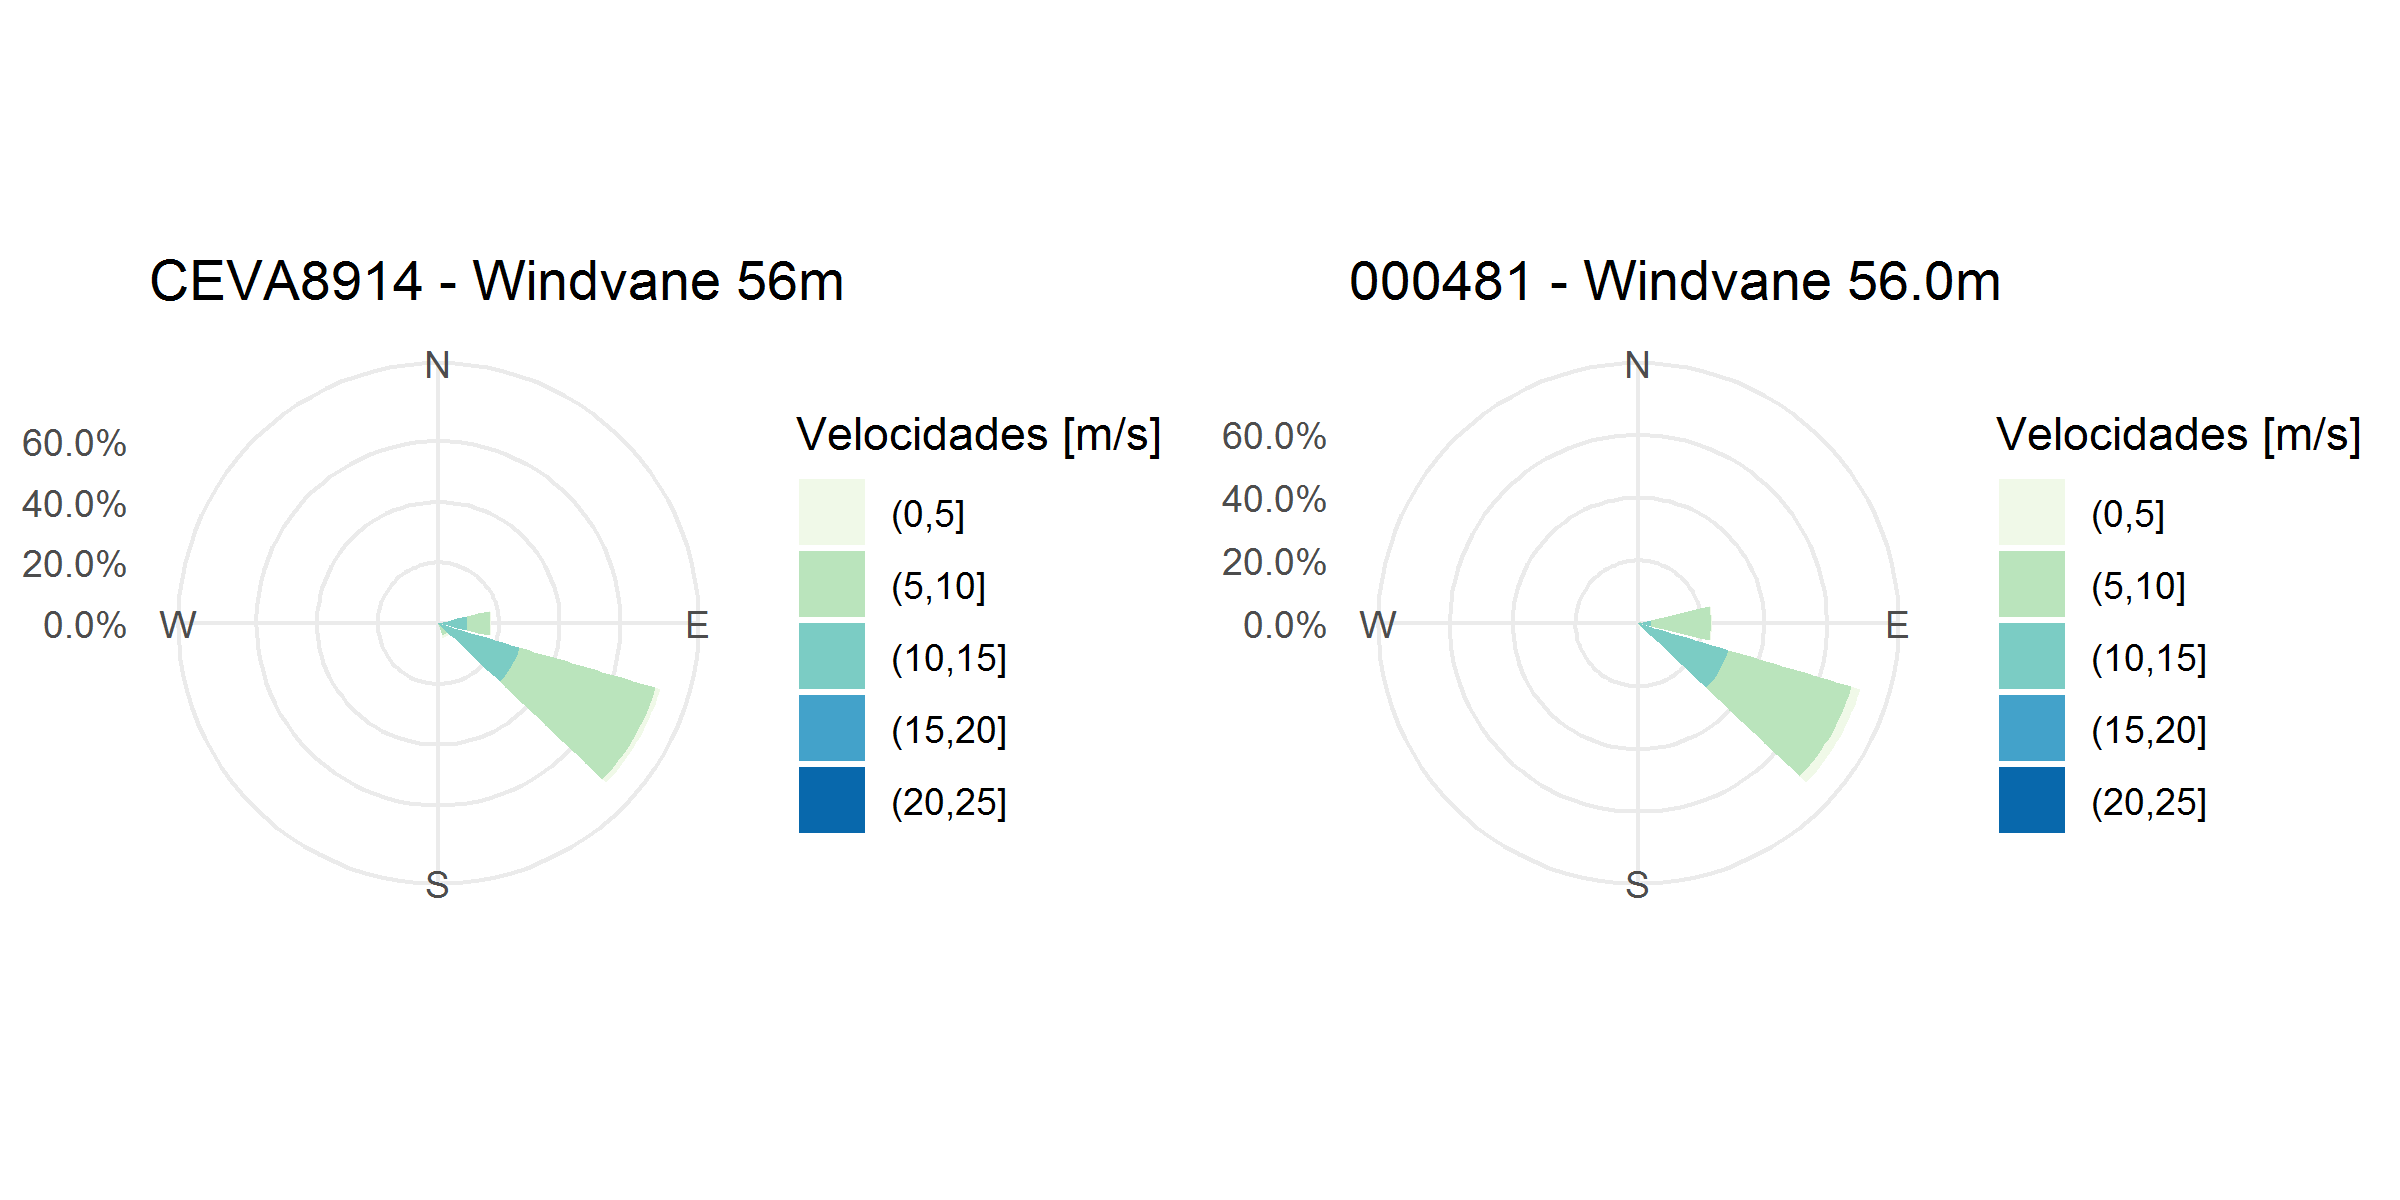 CEVA8914 - Windvane 56m
N
60.0%
40.0%
20.0%
0.0%
W
E
S
Velocidades [m/s]
(0,5]
(5,10]
(10,15]
(15,20]
(20,25]
000481 - Windvane 56.0m
N
60.0%
40.0%
20.0%
0.0%
W
E
S
Velocidades [m/s]
(0,5]
(5,10]
(10,15]
(15,20]
(20,25]